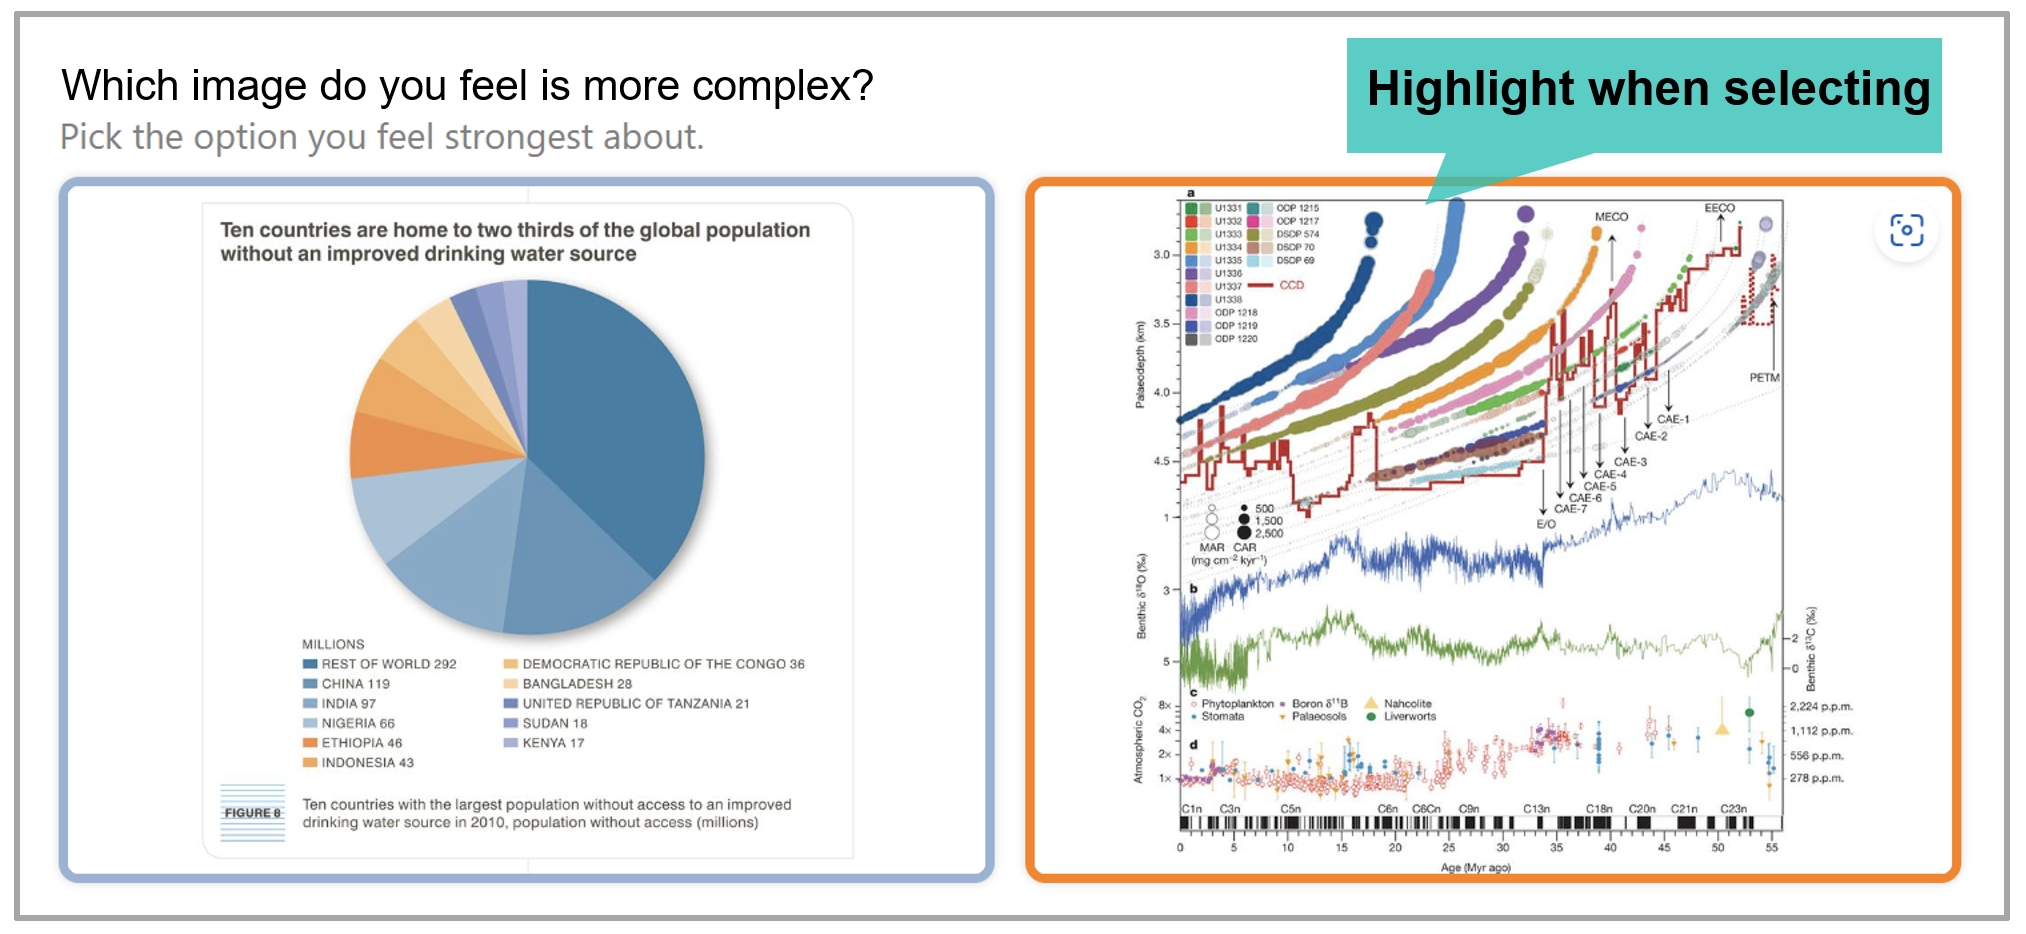 Which image do you feel is more complex?
Pick the option you feel strongest about.
Highlight when selecting
Ten countries are home to two thirds of the global population
without an improved drinking water source
MILLIONS
REST OF WORLD 292
CHINA 119
INDIA 97
NIGERIA 66
ETHIOPIA 46
INDONESIA 43
DEMOCRATIC REPUBLIC OF THE CONGO 36
BANGLADESH 28
UNITED REPUBLIC OF TANZANIA 21
SUDAN 18
KENYA 17
FIGURE 8
Ten countries with the largest population without access to an improved
drinking water source in 2010, population without access (millions)
a
U1331
U1332
U1333
U1334
U1335
U1336
U1337
U1338
ODP 1218
ODP 1219
ODP 1220
ODP 1215
ODP 1217
DSDP 574
DSDP 70
DSDP 69
CCD
MECO
EECO
PETM
CAE-1
CAE-2
CAE-3
CAE-4
CAE-5
CAE-6
CAE-7
E/O
Palaeodepth (km)
3.0
3.5
4.0
4.5
500
1,500
2,500
MAR CAR
(mg cm⁻² kyr⁻¹)
b
Benthic δ¹⁸O (‰)
1
3
5
Benthic δ¹³C (‰)
2
0
c
Phytoplankton
Stomata
Boron δ¹¹B
Palaeosols
Nahcolite
Liverworts
d
Atmospheric CO₂
8×
4×
2×
1×
2,224 p.p.m.
1,112 p.p.m.
556 p.p.m.
278 p.p.m.
C1n C3n C5n C6n C6Cn C9n C13n C18n C20n C21n C23n
0 5 10 15 20 25 30 35 40 45 50 55
Age (Myr ago)